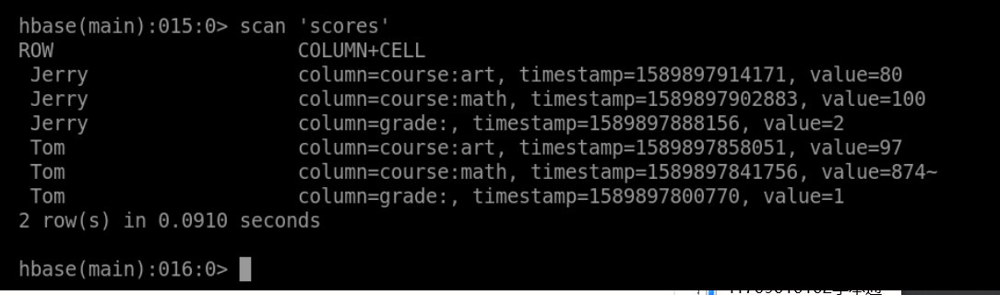 hbase(main):015:0> scan 'scores'
ROW COLUMN+CELL
Jerry column=course:art, timestamp=1589897914171, value=80
Jerry column=course:math, timestamp=1589897902883, value=100
Jerry column=grade:, timestamp=1589897888156, value=2
Tom column=course:art, timestamp=1589897858051, value=97
Tom column=course:math, timestamp=1589897841756, value=874~
Tom column=grade:, timestamp=1589897800770, value=1
2 row(s) in 0.0910 seconds
hbase(main):016:0>